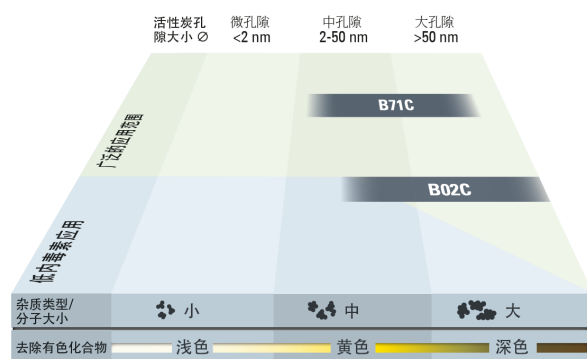 活性炭孔
隙大小 ∅
微孔隙
<2 nm
中孔隙
2-50 nm
大孔隙
>50 nm
B71C
广泛的应用范围
B02C
低内毒素应用
杂质类型/
分子大小
小
中
大
去除有色化合物
浅色
黄色
深色